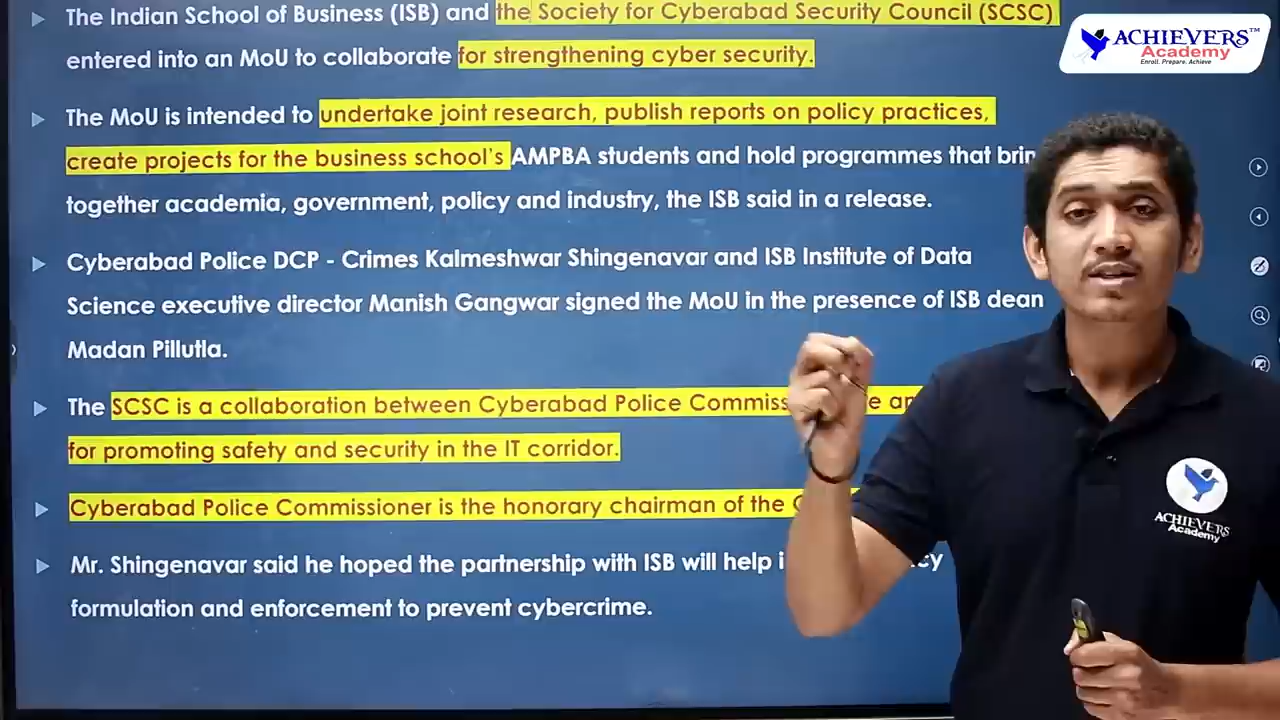 The Indian School of Business (ISB) and the Society for Cyberabad Security Council (SCSC)
entered into an MoU to collaborate for strengthening cyber security.
The MoU is intended to undertake joint research, publish reports on policy practices,
create projects for the business school's AMPBA students and hold programmes that
together academia, government, policy and industry, the ISB said in a release.
Cyberabad Police DCP - Crimes Kalmeshwar Shingenavar and ISB Institute of Data
Science executive director Manish Gangwar signed the MoU in the presence of ISB dean
Madan Pillutla.
The SCSC is a collaboration between Cyberabad Police
for promoting safety and security in the IT corridor.
Cyberabad Police Commissioner is the honorary chairman of the
Mr. Shingenavar said he hoped the partnership with ISB will help
formulation and enforcement to prevent cybercrime.
ACHIEVERS™
Academy
Enroll. Prepare. Achieve
ACHIEVERS
Academy